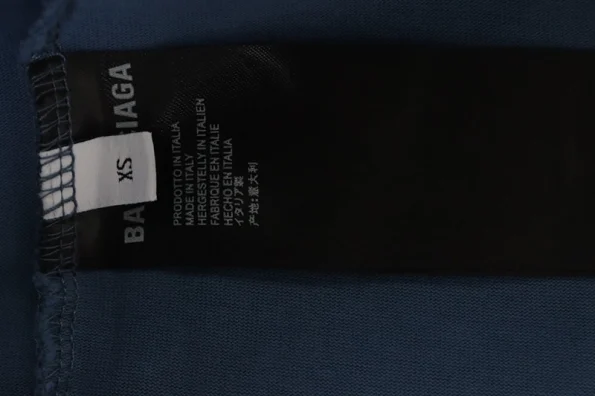 BA IAGA
XS
PRODOTTO IN ITALIA
MADE IN ITALY
HERGESTELLY IN ITALIEN
FABRIQUE EN ITALIE
HECHO EN ITALIA
イタリア製
产地:意大利